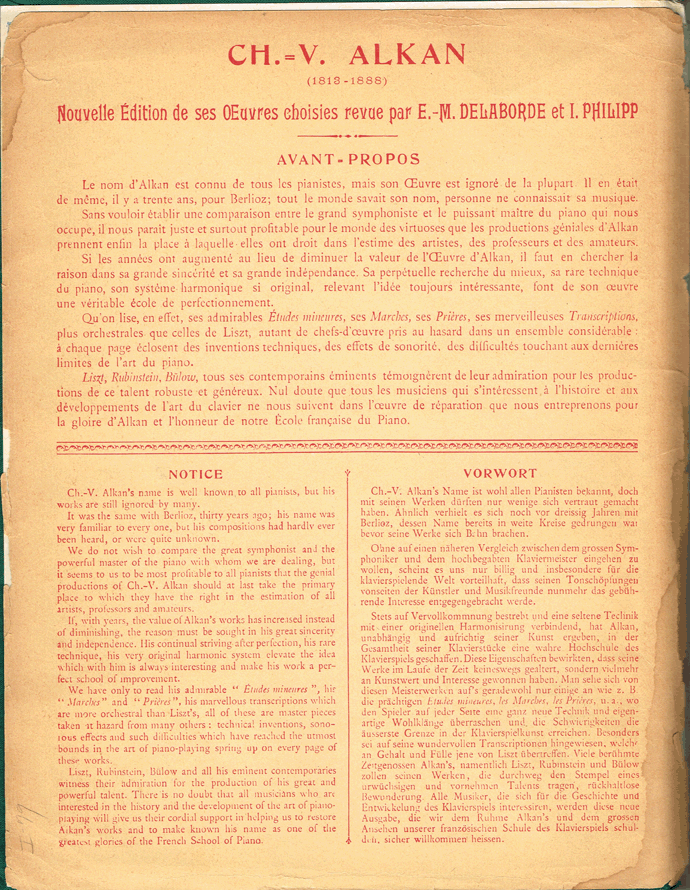 CH.=V. ALKAN
(1813-1888)
Nouvelle Édition de ses Œuvres choisies revue par E.-M. DELABORDE et I. PHILIPP
AVANT-PROPOS
Le nom d'Alkan est connu de tous les pianistes, mais son Œuvre est ignoré de la plupart Il en était
de même, il y a trente ans, pour Berlioz; tout le monde savait son nom, personne ne connaissait sa musique.
Sans vouloir établir une comparaison entre le grand symphoniste et le puissant maître du piano qui nous
occupe, il nous paraît juste et surtout profitable pour le monde des virtuoses que les productions géniales d'Alkan
prennent enfin la place à laquelle elles ont droit dans l'estime des artistes, des professeurs et des amateurs.
Si les années ont augmenté au lieu de diminuer la valeur de l'Œuvre d'Alkan, il faut en chercher la
raison dans sa grande sincérité et sa grande indépendance. Sa perpétuelle recherche du mieux, sa rare technique
du piano, son système harmonique si original, relevant l'idée toujours intéressante, font de son œuvre
une véritable école de perfectionnement.
Qu'on lise, en effet, ses admirables Études mineures, ses Marches, ses Prières, ses merveilleuses Transcriptions,
plus orchestrales que celles de Liszt, autant de chefs-d'œuvre pris au hasard dans un ensemble considérable :
à chaque page éclosent des inventions techniques, des effets de sonorité, des difficultés touchant aux dernières
limites de l'art du piano.
Liszt, Rubinstein, Bülow, tous ses contemporains éminents témoignèrent de leur admiration pour les produc-
tions de ce talent robuste et généreux. Nul doute que tous les musiciens qui s'intéressent à l'histoire et aux
développements de l'art du clavier ne nous suivent dans l'œuvre de réparation que nous entreprenons pour
la gloire d'Alkan et l'honneur de notre École française du Piano.
NOTICE
Ch.-V. Alkan's name is well known to all pianists, but his
works are still ignored by many.
It was the same with Berlioz, thirty years ago; his name was
very familiar to every one, but his compositions had hardly ever
been heard, or were quite unknown.
We do not wish to compare the great symphonist and the
powerful master of the piano with whom we are dealing, but
it seems to us to be most profitable to all pianists that the genial
productions of Ch.-V. Alkan should at last take the primary
place to which they have the right in the estimation of all
artists, professors and amateurs.
If, with years, the value of Alkan's works has increased instead
of diminishing, the reason must be sought in his great sincerity
and independence. His continual striving after perfection, his rare
technique, his very original harmonic system elevate the idea
which with him is always interesting and make his work a per-
fect school of improvement.
We have only to read his admirable " Études mineures ", his
" Marches " and " Prières ", his marvellous transcriptions which
are more orchestral than Liszt's, all of these are master pieces
taken at hazard from many others : technical inventions, sono-
rous effects and such difficulties which have reached the utmost
bounds in the art of piano-playing spring up on every page of
these works.
Liszt, Rubinstein, Bülow and all his eminent contemporaries
witness their admiration for the production of his great and
powerful talent. There is no doubt that all musicians who are
interested in the history and the development of the art of piano-
playing will give us their cordial support in helping us to restore
Alkan's works and to make known his name as one of the
greatest glories of the French School of Piano.
VORWORT
Ch.-V. Alkan's Name ist wohl allen Pianisten bekannt, doch
mit seinen Werken dürften nur wenige sich vertraut gemacht
haben. Ähnlich verhielt es sich noch vor dreissig Jahren mit
Berlioz, dessen Name bereits in weite Kreise gedrungen war
bevor seine Werke sich Bahn brachen.
Ohne auf einen näheren Vergleich zwischen dem grossen Sym-
phoniker und dem hochbegabten Klaviermeister eingehen zu
wollen, scheint es uns nur billig und insbesondere für die
klavierspielende Welt vorteilhaft, dass seinen Tonschöpfungen
vonseiten der Künstler und Musikfreunde nunmehr das gebüh-
rende Interesse entgegengebracht werde.
Stets auf Vervollkommnung bestrebt und eine seltene Technik
mit einer originellen Harmonisirung verbindend, hat Alkan,
unabhängig und aufrichtig seiner Kunst ergeben, in der
Gesamtheit seiner Klavierstücke eine wahre Hochschule des
Klavierspiels geschaffen. Diese Eigenschaften bewirkten, dass seine
Werke im Laufe der Zeit keineswegs gealtert, sondern vielmehr
an Kunstwert und Interesse gewonnen haben. Man sehe sich von
diesen Meisterwerken auf's geradewohl nur einige an wie z. B.
die prächtigen Etudes mineures, les Marches, les Prières, u. a., wo
den Spieler auf jeder Seite eine ganz neue Technik und eigen-
artige Wohlklänge überraschen und die Schwierigkeiten die
äusserste Grenze in der Klavierspielkunst erreichen. Besonders
sei auf seine wundervollen Transcriptionen hingewiesen, welche
an Gehalt und Fülle jene von Liszt übertreffen. Viele berühmte
Zeitgenossen Alkan's, namentlich Liszt, Rubinstein und Bülow
zollen seinen Werken, die durchweg den Stempel eines
urwüchsigen und vornehmen Talents tragen, rückhaltlose
Bewunderung. Alle Musiker, die sich für die Geschichte und
Entwickelung des Klavierspiels interessiren, werden diese neue
Ausgabe, die wir dem Ruhme Alkan's und dem grossen
Ansehen unserer französischen Schule des Klavierspiels schul-
den, sicher willkommen heissen.